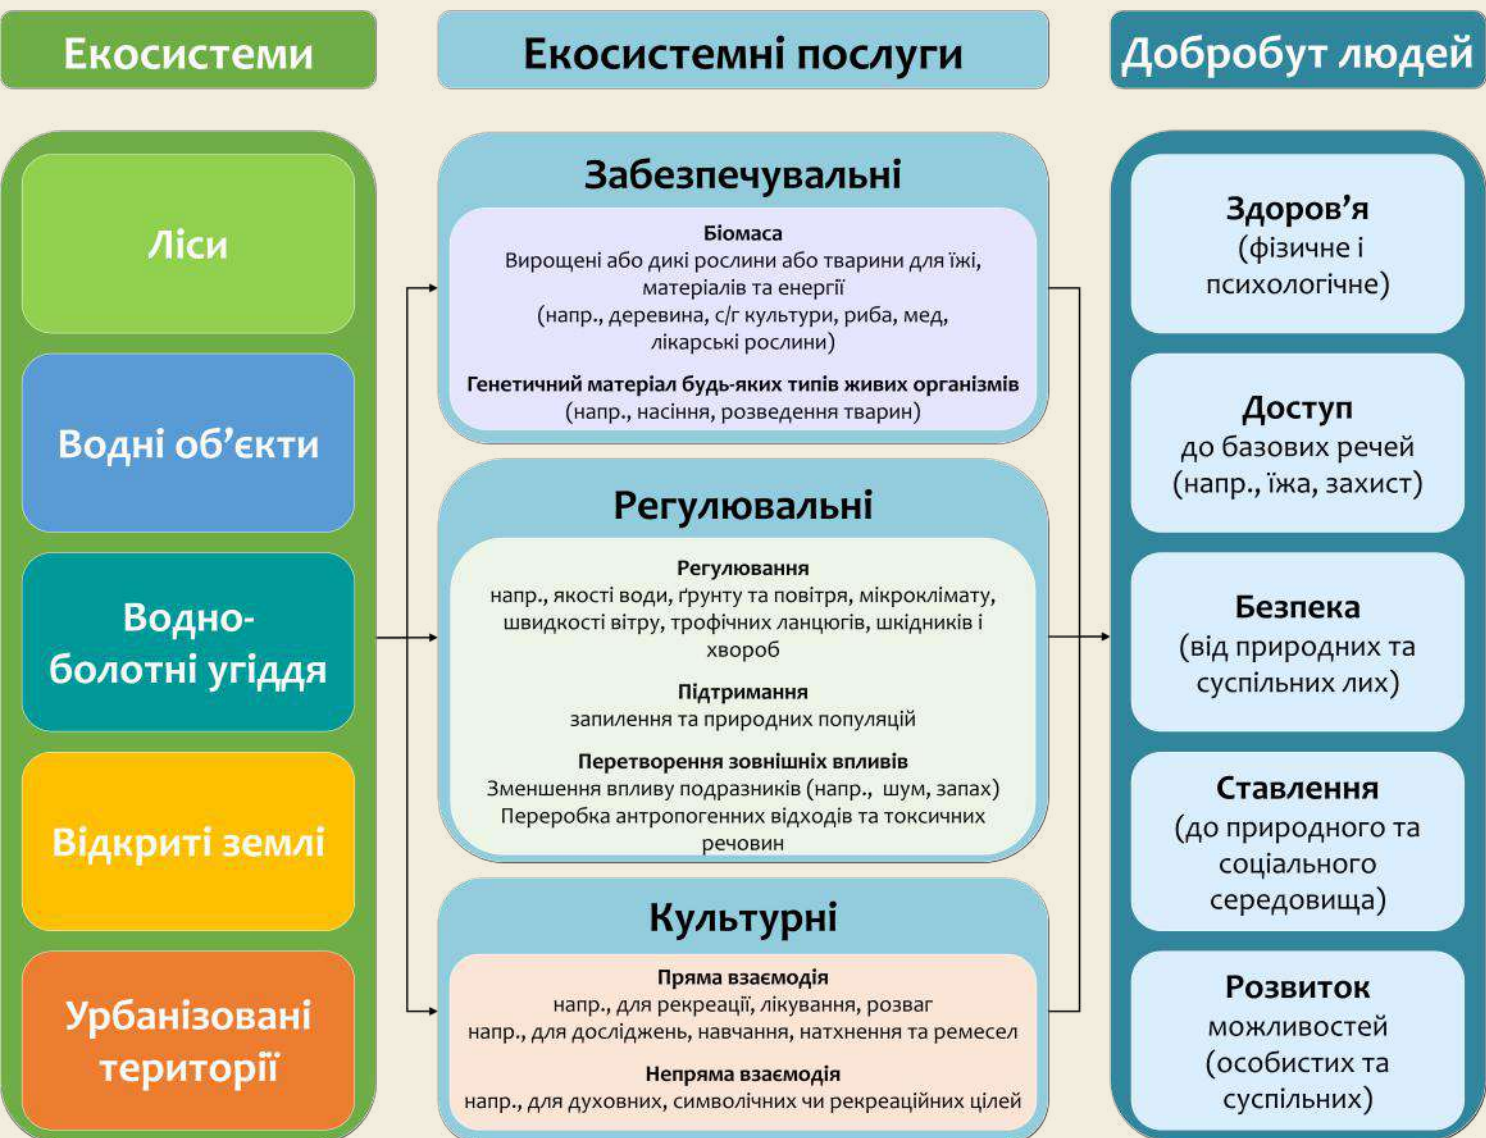 Екосистеми
Екосистемні послуги
Добробут людей
Ліси
Водні об’єкти
Водно-
болотні угіддя
Відкриті землі
Урбанізовані
території
Забезпечувальні
Біомаса
Вирощені або дикі рослини або тварини для їжі,
матеріалів та енергії
(напр., деревина, с/г культури, риба, мед,
лікарські рослини)
Генетичний матеріал будь-яких типів живих організмів
(напр., насіння, розведення тварин)
Регулювальні
Регулювання
напр., якості води, ґрунту та повітря, мікроклімату,
швидкості вітру, трофічних ланцюгів, шкідників і
хвороб
Підтримання
запилення та природних популяцій
Перетворення зовнішніх впливів
Зменшення впливу подразників (напр., шум, запах)
Переробка антропогенних відходів та токсичних
речовин
Культурні
Пряма взаємодія
напр., для рекреації, лікування, розваг
напр., для досліджень, навчання, натхнення та ремесел
Непряма взаємодія
напр., для духовних, символічних чи рекреаційних цілей
Здоров’я
(фізичне і
психологічне)
Доступ
до базових речей
(напр., їжа, захист)
Безпека
(від природних та
суспільних лих)
Ставлення
(до природного та
соціального
середовища)
Розвиток
можливостей
(особистих та
суспільних)